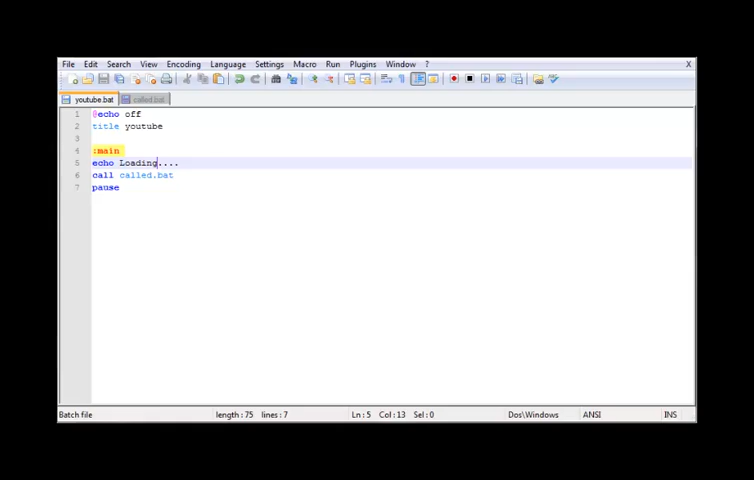 File Edit Search View Encoding Language Settings Macro Run Plugins Window ? X
youtube.bat called.bat
1 @echo off
2 title youtube
3
4 :main
5 echo Loading....
6 call called.bat
7 pause
Batch file length : 75 lines : 7 Ln : 5 Col : 13 Sel : 0 Dos\Windows ANSI INS